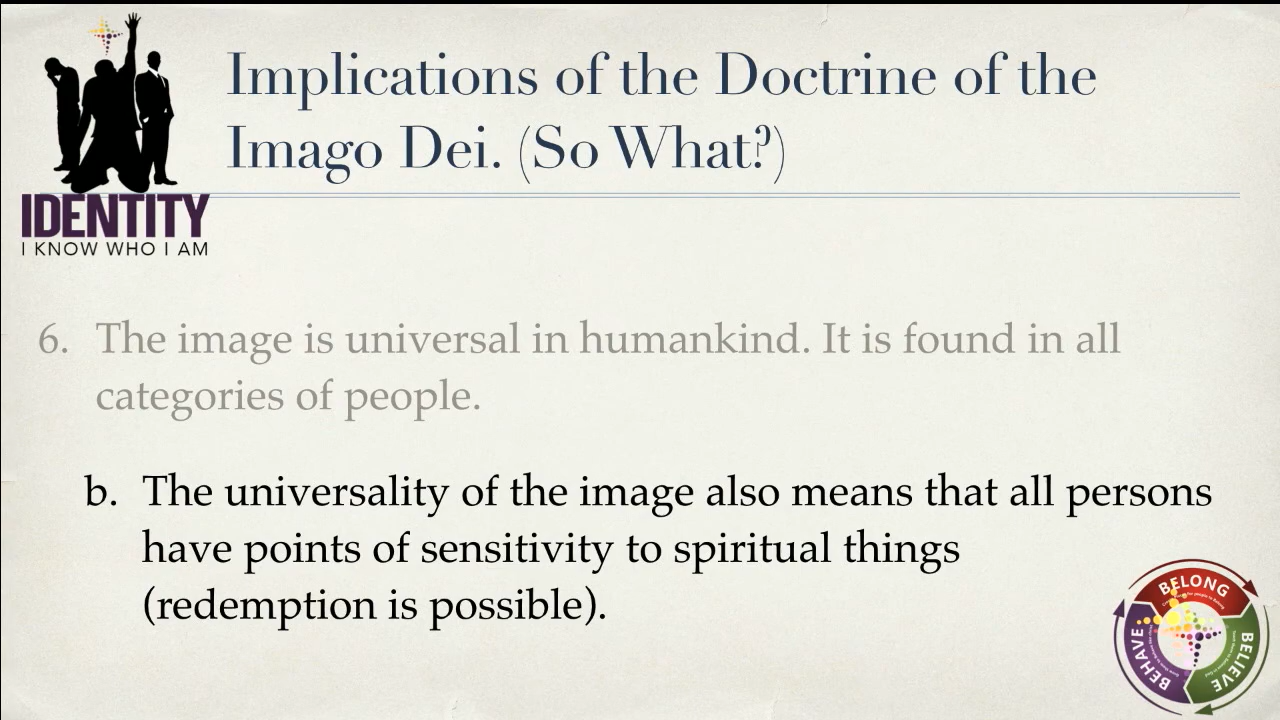 Implications of the Doctrine of the
Imago Dei. (So What?)
IDENTITY
I KNOW WHO I AM
6. The image is universal in humankind. It is found in all
categories of people.
b. The universality of the image also means that all persons
have points of sensitivity to spiritual things
(redemption is possible).
BELONG
BELIEVE
BEHAVE